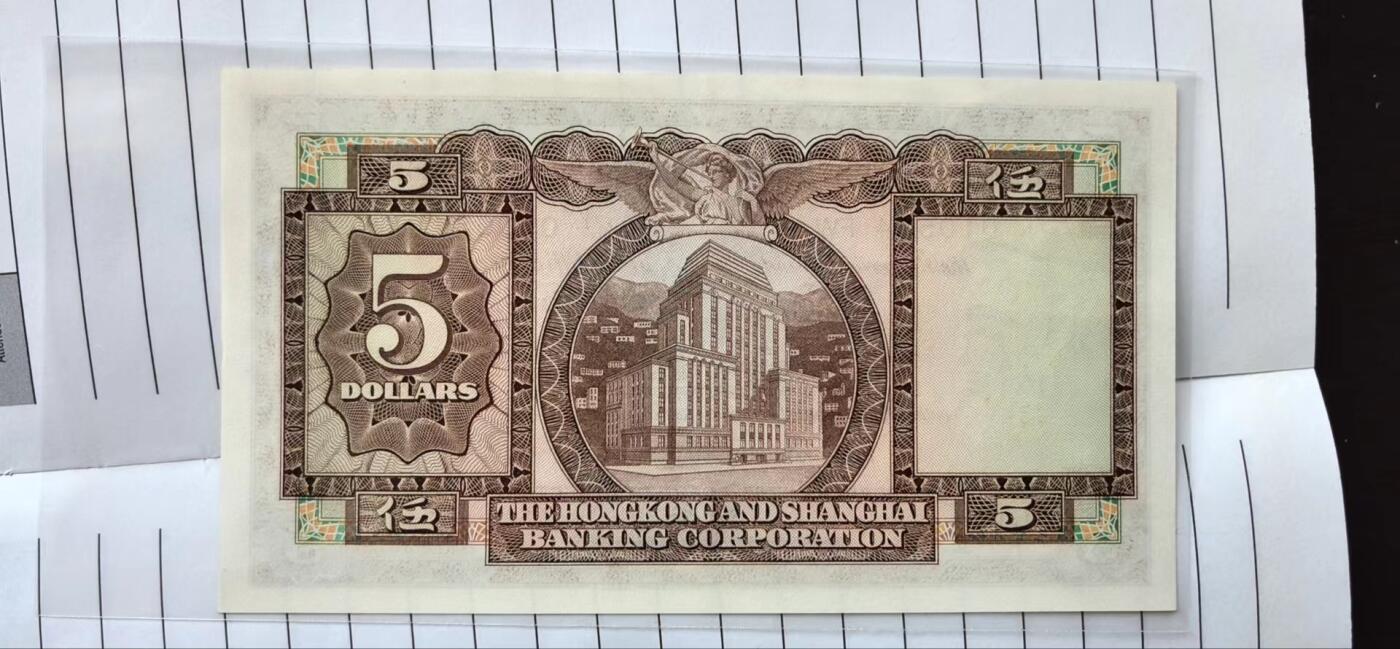 5
伍
5
DOLLARS
伍
THE HONGKONG AND SHANGHAI
BANKING CORPORATION
5